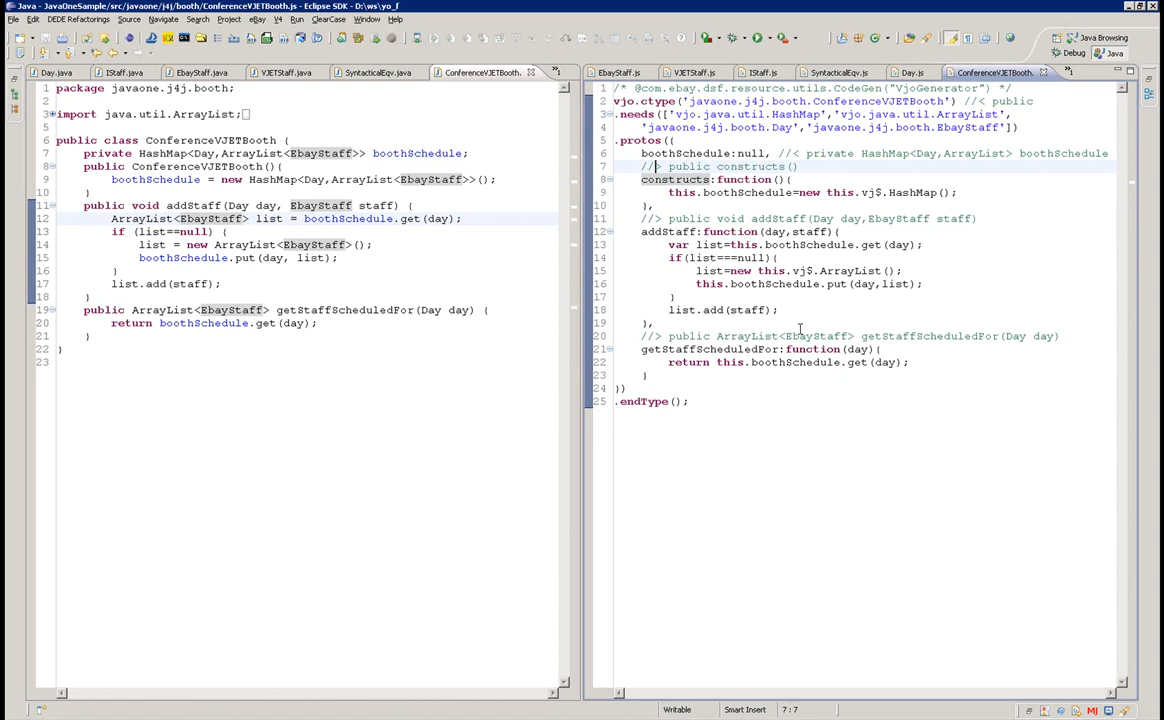 Java - JavaOneSample/src/javaone/j4j/booth/ConferenceVJETBooth.js - Eclipse SDK - D:\ws\yo_f
File Edit DDE Refactorings Source Navigate Search Project eBay V4 Run ClearCase Window Help
Java Browsing
Debug Java
Day.java IStaff.java EbayStaff.java VJETStaff.java SyntacticalEqv.java ConferenceVJETBooth. »1
1 package javaone.j4j.booth;
2
3 import java.util.ArrayList;
5
6 public class ConferenceVJETBooth {
7 private HashMap<Day,ArrayList<EbayStaff>> boothSchedule;
8 public ConferenceVJETBooth() {
9 boothSchedule = new HashMap<Day,ArrayList<EbayStaff>>();
10 }
11 public void addStaff(Day day, EbayStaff staff) {
12 ArrayList<EbayStaff> list = boothSchedule.get(day);
13 if (list==null) {
14 list = new ArrayList<EbayStaff>();
15 boothSchedule.put(day, list);
16 }
17 list.add(staff);
18 }
19 public ArrayList<EbayStaff> getStaffScheduledFor(Day day) {
20 return boothSchedule.get(day);
21 }
22 }
23
EbayStaff.js VJETStaff.js IStaff.js SyntacticalEqv.js Day.js ConferenceVJETBooth. »1
1 /* @com.ebay.dsf.resource.utils.CodeGen("VjoGenerator") */
2 vjo.ctype('javaone.j4j.booth.ConferenceVJETBooth') //< public
3 .needs(['vjo.java.util.HashMap','vjo.java.util.ArrayList',
4 'javaone.j4j.booth.Day','javaone.j4j.booth.EbayStaff'])
5 .protos({
6 boothSchedule:null, //< private HashMap<Day,ArrayList> boothSchedule
7 //> public constructs()
8 constructs:function(){
9 this.boothSchedule=new this.vj$.HashMap();
10 },
11 //> public void addStaff(Day day,EbayStaff staff)
12 addStaff:function(day,staff){
13 var list=this.boothSchedule.get(day);
14 if(list===null){
15 list=new this.vj$.ArrayList();
16 this.boothSchedule.put(day,list);
17 }
18 list.add(staff);
19 },
20 //> public ArrayList<EbayStaff> getStaffScheduledFor(Day day)
21 getStaffScheduledFor:function(day){
22 return this.boothSchedule.get(day);
23 }
24 })
25 .endType();
Writable Smart Insert 7 : 7